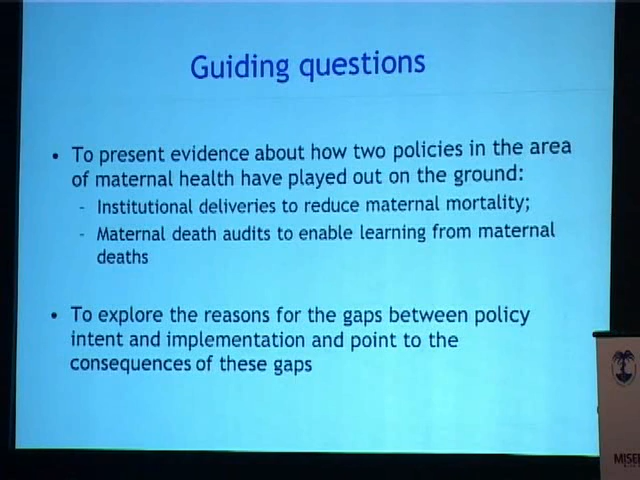 Guiding questions
• To present evidence about how two policies in the area
of maternal health have played out on the ground:
- Institutional deliveries to reduce maternal mortality;
- Maternal death audits to enable learning from maternal
deaths
• To explore the reasons for the gaps between policy
intent and implementation and point to the
consequences of these gaps